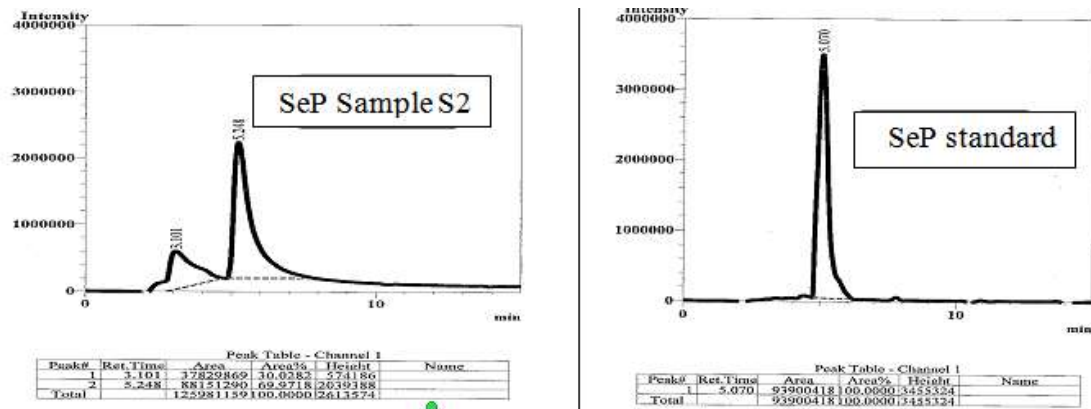 Intensity
4000000
3000000
2000000
1000000
0
0
10
min
3.101
5.248
SeP Sample S2
Peak Table - Channel 1
Peak# Ret.Time Area Area% Height Name
1 3.101 37829869 30.0282 574186
2 5.248 88151290 69.9718 2039388
Total 125981159 100.0000 2613574
Intensity
4000000
3000000
2000000
1000000
0
0
10
min
5.070
SeP standard
Peak Table - Channel 1
Peak# Ret.Time Area Area% Height Name
1 5.070 93900418 100.0000 3455324
Total 93900418 100.0000 3455324